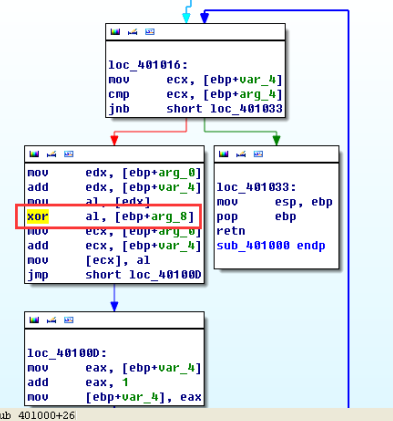 loc_401016:
mov ecx, [ebp+var_4]
cmp ecx, [ebp+arg_4]
jnb short loc_401033
mov edx, [ebp+arg_0]
add edx, [ebp+var_4]
mov al, [edx]
xor al, [ebp+arg_8]
mov ecx, [ebp+arg_0]
add ecx, [ebp+var_4]
mov [ecx], al
jmp short loc_40100D
loc_401033:
mov esp, ebp
pop ebp
retn
sub_401000 endp
loc_40100D:
mov eax, [ebp+var_4]
add eax, 1
mov [ebp+var_4], eax
ub 401000+26